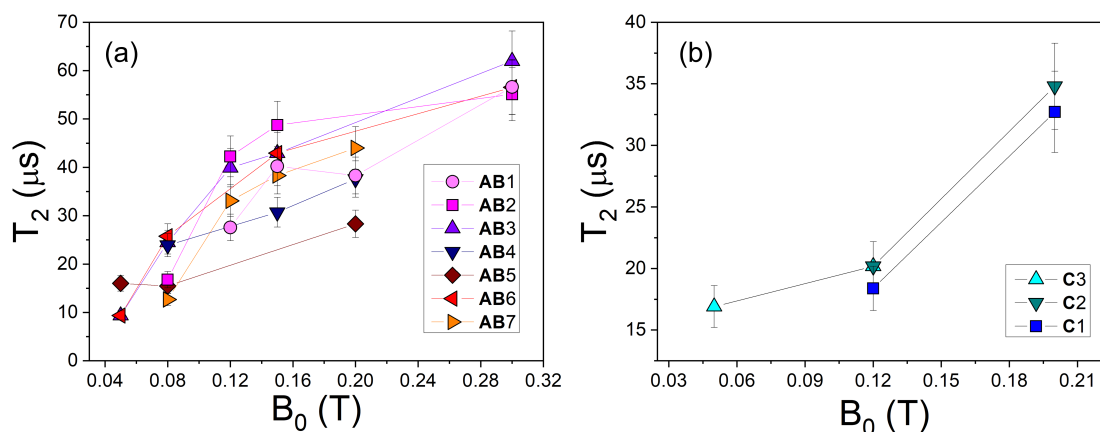 (a)
T₂ (μs)
70
60
50
40
30
20
10
0
0.04 0.08 0.12 0.16 0.20 0.24 0.28 0.32
B₀ (T)
AB1
AB2
AB3
AB4
AB5
AB6
AB7
(b)
T₂ (μs)
40
35
30
25
20
15
0.03 0.06 0.09 0.12 0.15 0.18 0.21
B₀ (T)
C3
C2
C1